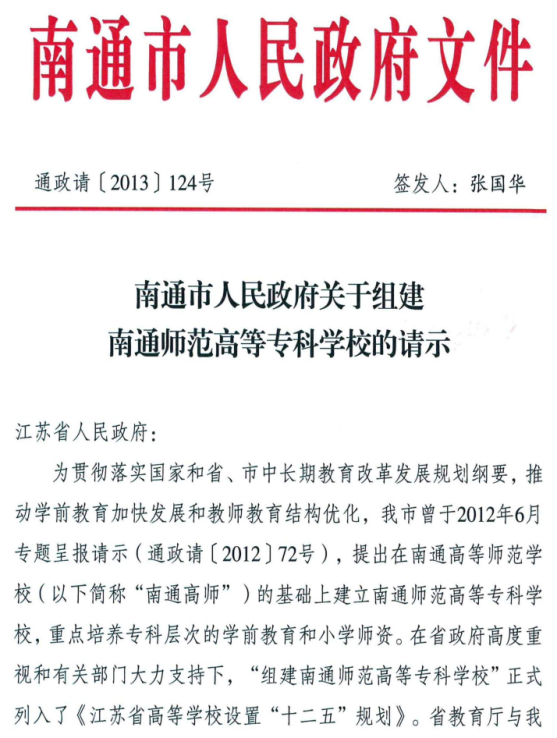 南通市人民政府文件
通政请〔2013〕124号 签发人：张国华
南通市人民政府关于组建
南通师范高等专科学校的请示
江苏省人民政府：
为贯彻落实国家和省、市中长期教育改革发展规划纲要，推
动学前教育加快发展和教师教育结构优化，我市曾于2012年6月
专题呈报请示（通政请〔2012〕72号），提出在南通高等师范学
校（以下简称“南通高师”）的基础上建立南通师范高等专科学
校，重点培养专科层次的学前教育和小学师资。在省政府高度重
视和有关部门大力支持下，“组建南通师范高等专科学校”正式
列入了《江苏省高等学校设置“十二五”规划》。省教育厅与我